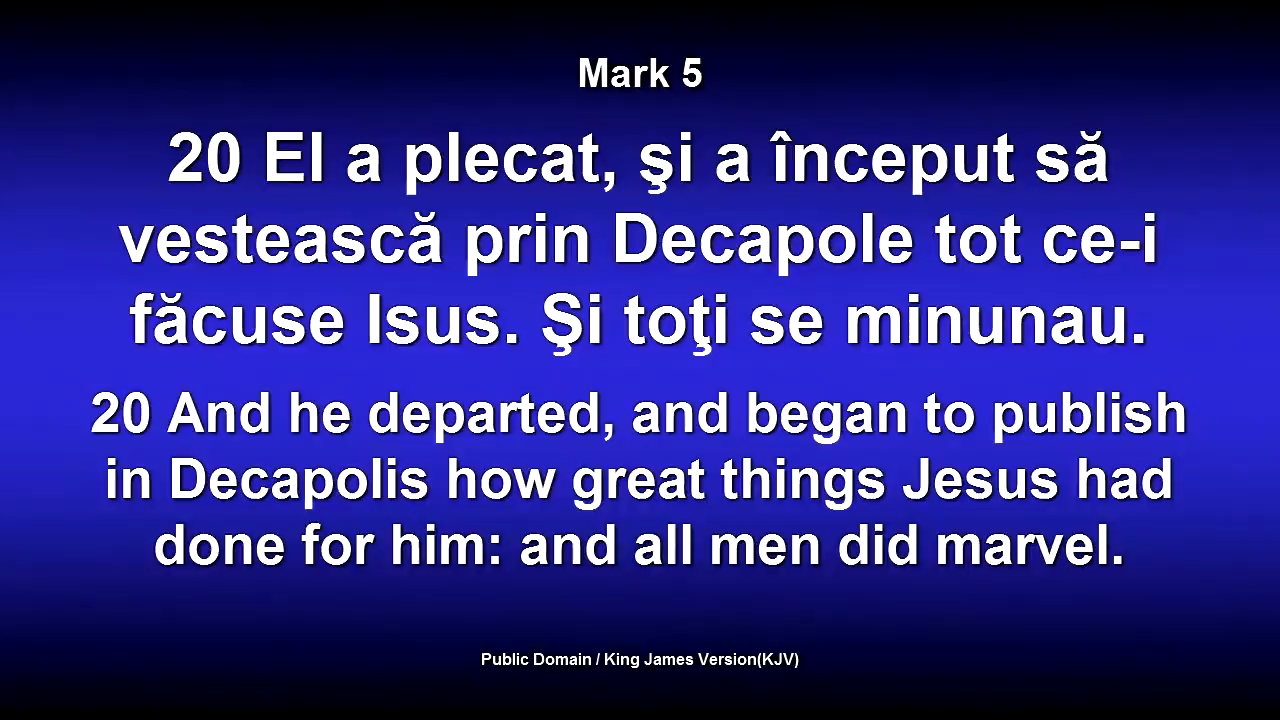 Mark 5
20 El a plecat, şi a început să
vestească prin Decapole tot ce-i
făcuse Isus. Şi toţi se minunau.
20 And he departed, and began to publish
in Decapolis how great things Jesus had
done for him: and all men did marvel.
Public Domain / King James Version(KJV)